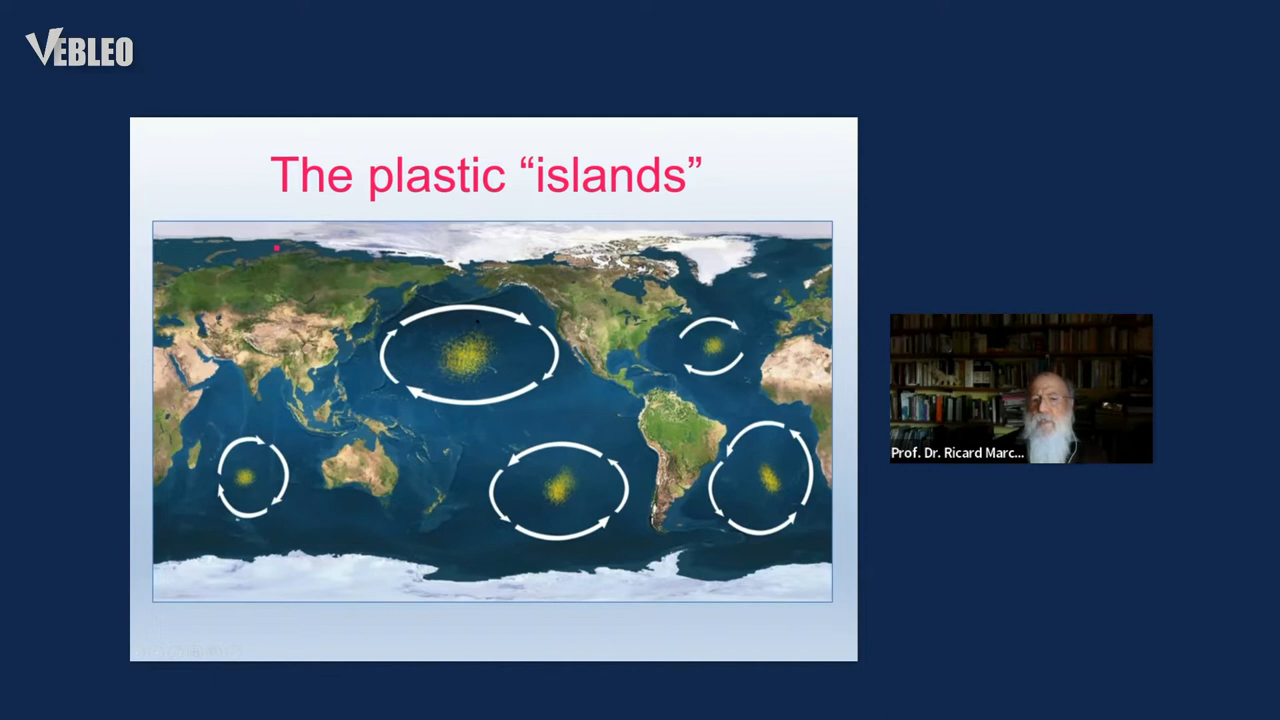 VEBLEO
The plastic “islands”
Prof. Dr. Ricard Marc...